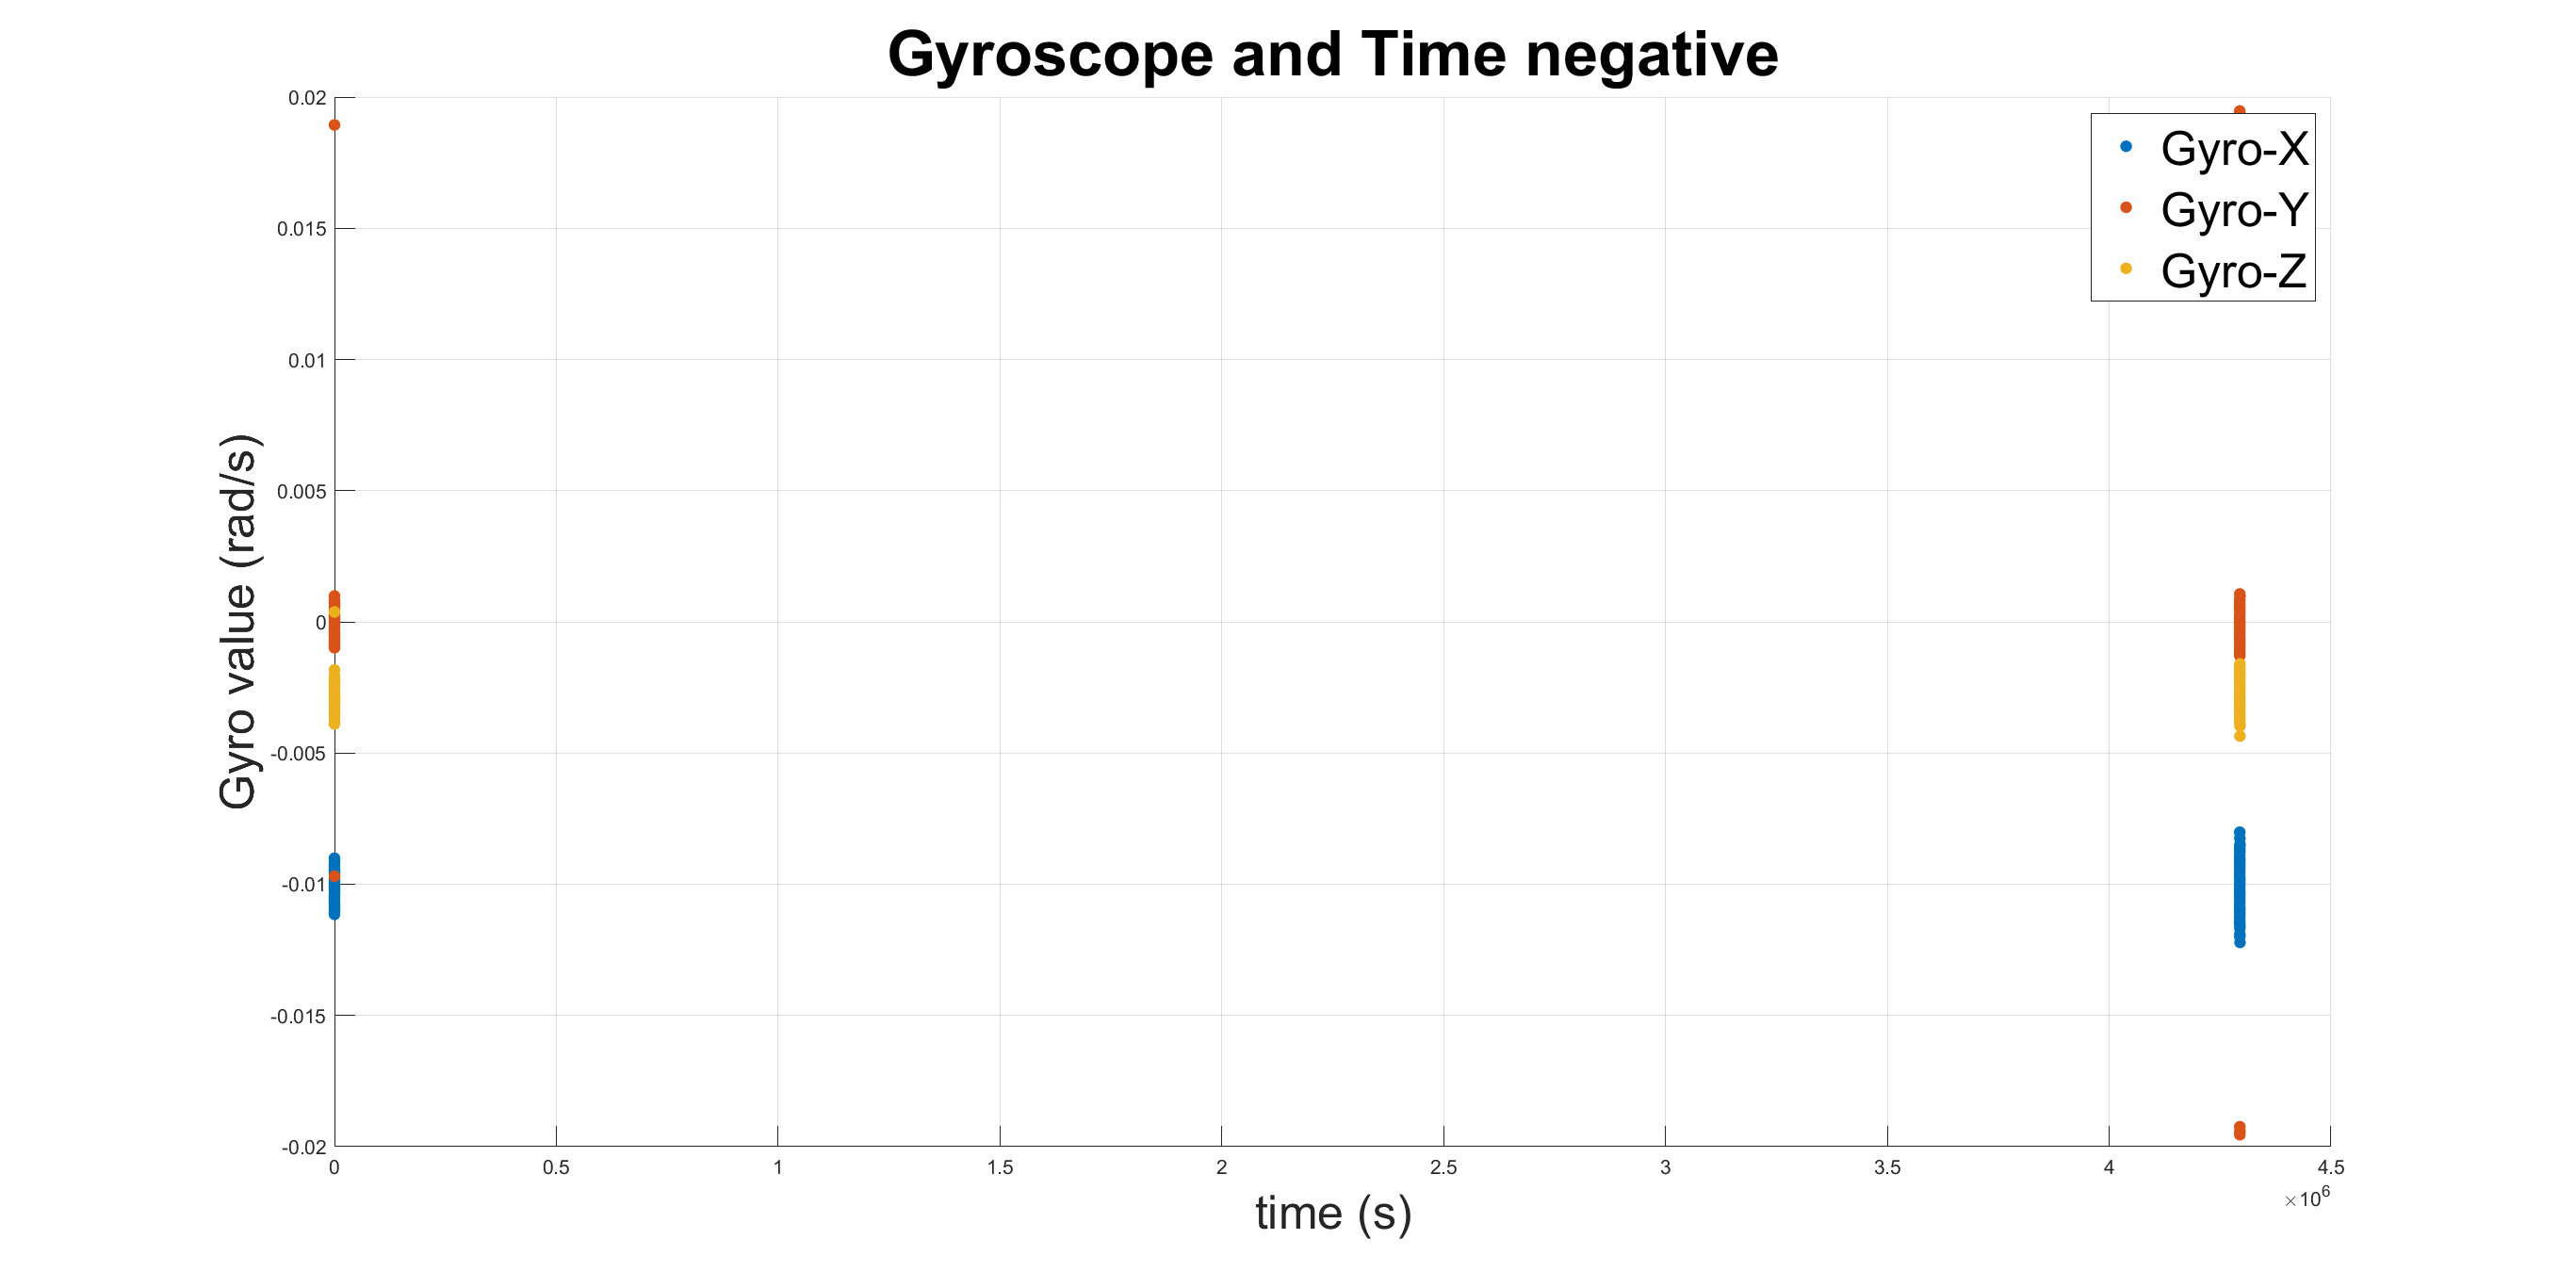 Gyroscope and Time negative
0.02
0.015
0.01
0.005
0
-0.005
-0.01
-0.015
-0.02
Gyro value (rad/s)
Gyro-X
Gyro-Y
Gyro-Z
0 0.5 1 1.5 2 2.5 3 3.5 4 4.5
×10⁶
time (s)